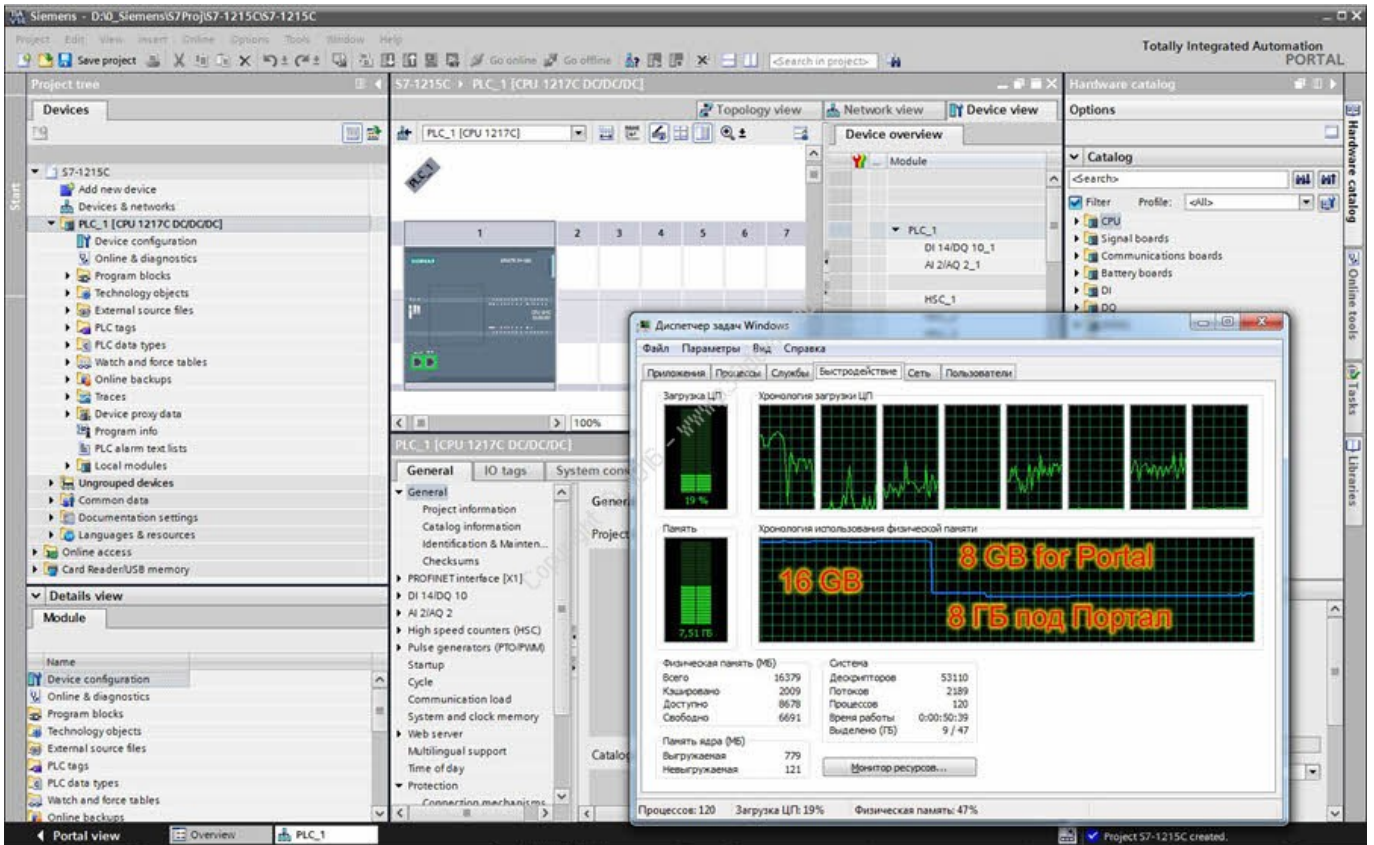 Siemens - D:\0_Siemens\S7Proj\S7-1215C\S7-1215C
Project Edit View Insert Online Options Tools Window Help
Totally Integrated Automation
PORTAL
Save project
Go online
Go offline
<Search in project>
Project tree
Devices
S7-1215C
Add new device
Devices & networks
PLC_1 [CPU 1217C DC/DC/DC]
Device configuration
Online & diagnostics
Program blocks
Technology objects
External source files
PLC tags
PLC data types
Watch and force tables
Online backups
Traces
Device proxy data
Program info
PLC alarm text lists
Local modules
Ungrouped devices
Common data
Documentation settings
Languages & resources
Online access
Card Reader/USB memory
Details view
Module
Name
Device configuration
Online & diagnostics
Program blocks
Technology objects
External source files
PLC tags
PLC data types
Watch and force tables
Online backups
Start
S7-1215C PLC_1 [CPU 1217C DC/DC/DC]
Topology view Network view Device view
PLC_1 [CPU 1217C]
PLC_1
1 2 3 4 5 6 7
SIEMENS
100%
Device overview
... Module
PLC_1
DI 14/DQ 10_1
AI 2/AQ 2_1
HSC_1
PLC_1 [CPU 1217C DC/DC/DC]
General IO tags
General
Project information
Catalog information
Identification & Mainten...
Checksums
PROFINET interface [X1]
DI 14/DQ 10
AI 2/AQ 2
High speed counters (HSC)
Pulse generators (PTO/PWM)
Startup
Cycle
Communication load
System and clock memory
Web server
Multilingual support
Time of day
Protection
Connection mechanisms
Project
Catalog
Hardware catalog
Options
Catalog
<Search>
Filter Profile: <All>
CPU
Signal boards
Communications boards
Battery boards
DI
DQ
Hardware catalog
Online tools
Tasks
Libraries
Диспетчер задач Windows
Файл Параметры Вид Справка
Приложения Процессы Службы Быстродействие Сеть Пользователи
Загрузка ЦП
19 %
Хронология загрузки ЦП
Память
7,51 ГБ
Хронология использования физической памяти
16 GB
8 GB for Portal
8 ГБ под Портал
Физическая память (МБ)
Всего 16379
Кэшировано 2009
Доступно 8678
Свободно 6691
Память ядра (МБ)
Выгружаемая 779
Невыгружаемая 121
Система
Дескрипторов 53110
Потоков 2189
Процессов 120
Время работы 0:00:50:39
Выделено (ГБ) 9 / 47
Монитор ресурсов...
Процессов: 120 Загрузка ЦП: 19% Физическая память: 47%
Portal view
Overview
PLC_1
Project S7-1215C created.